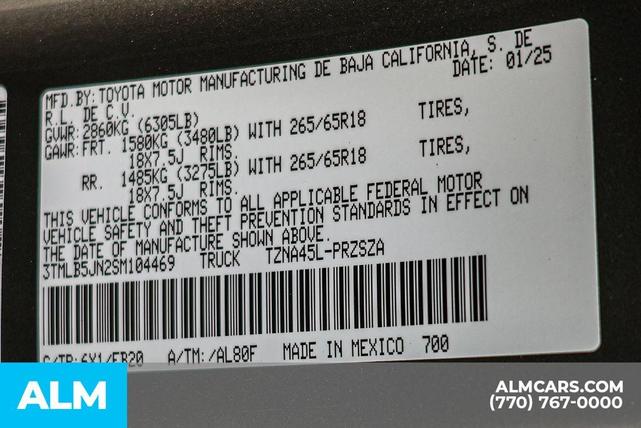 MFD.BY:TOYOTA MOTOR MANUFACTURING DE BAJA CALIFORNIA, S. DE
R.L. DE C.V. DATE: 01/25
GVWR:2860KG (6305LB)
GAWR:FRT. 1580KG (3480LB) WITH 265/65R18 TIRES,
18X7.5J RIMS.
RR. 1485KG (3275LB) WITH 265/65R18 TIRES,
18X7.5J RIMS.
THIS VEHICLE CONFORMS TO ALL APPLICABLE FEDERAL MOTOR
VEHICLE SAFETY AND THEFT PREVENTION STANDARDS IN EFFECT ON
THE DATE OF MANUFACTURE SHOWN ABOVE.
3TMLB5JN2SM104469 TRUCK TZNA45L-PRZSZA
C/TR:6X1/EB20 A/TM:/AL80F MADE IN MEXICO 700
ALM
ALMCARS.COM
(770) 767-0000